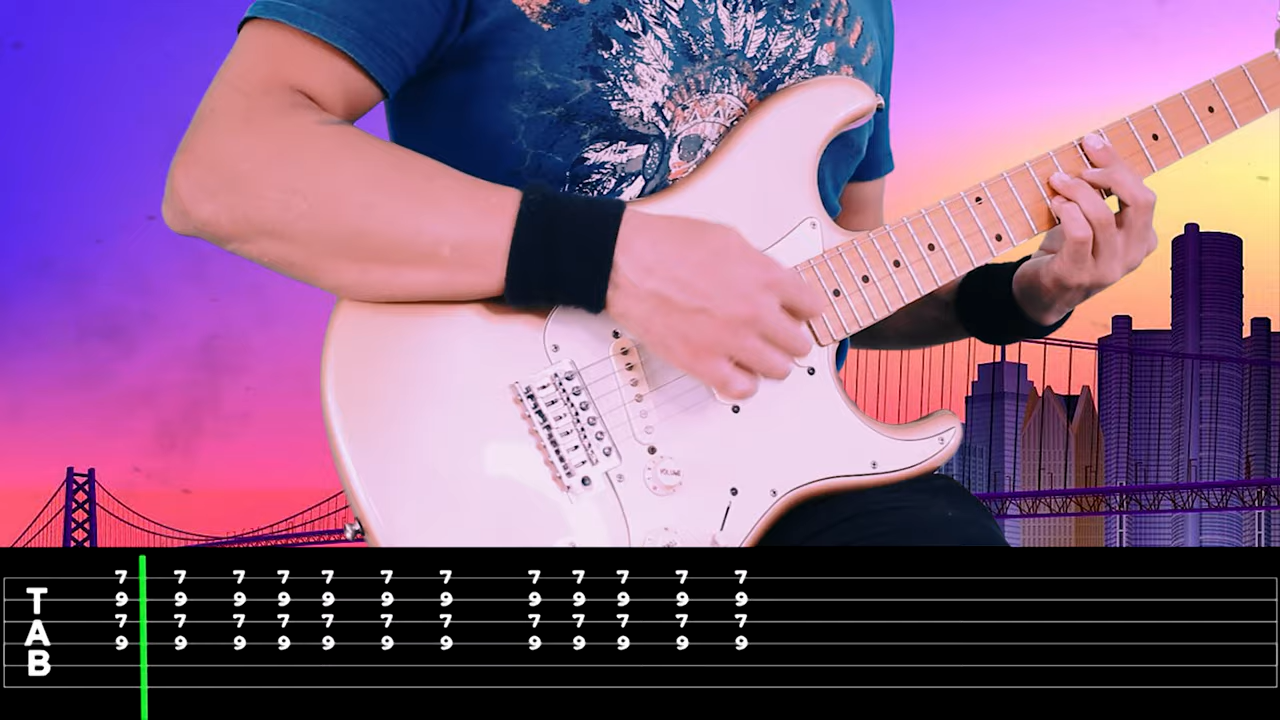 7 7 7 7 7 7 7 7 7 7 7 7
T 9 9 9 9 9 9 9 9 9 9 9 9
A 7 7 7 7 7 7 7 7 7 7 7 7
9 9 9 9 9 9 9 9 9 9 9 9
B
VOLUME